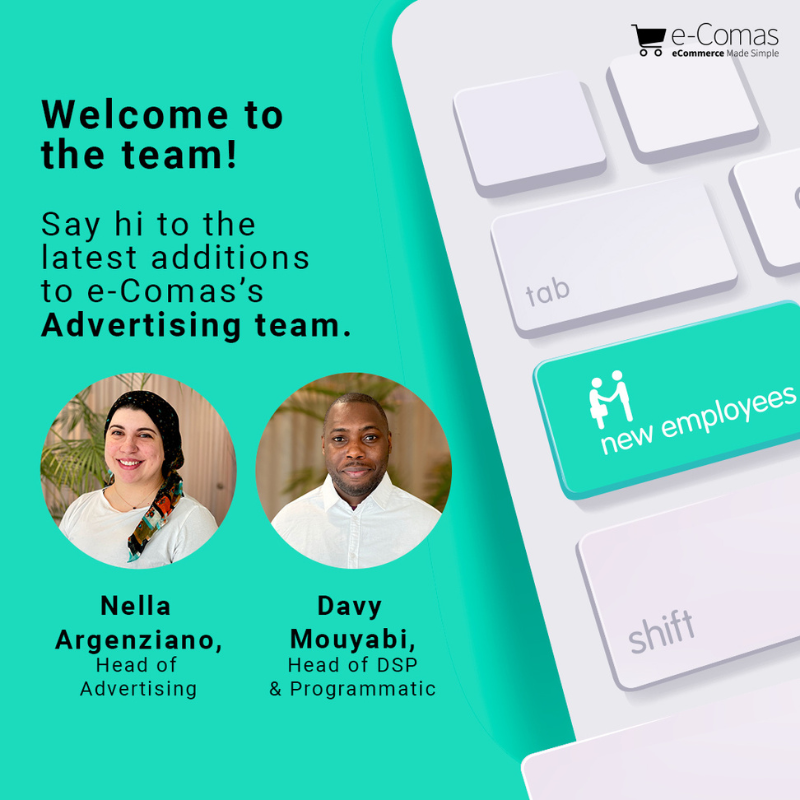 e-Comas
eCommerce Made Simple
Welcome to
the team!
Say hi to the
latest additions
to e-Comas’s
Advertising team.
Nella
Argenziano,
Head of
Advertising
Davy
Mouyabi,
Head of DSP
& Programmatic
tab
new employees
shift